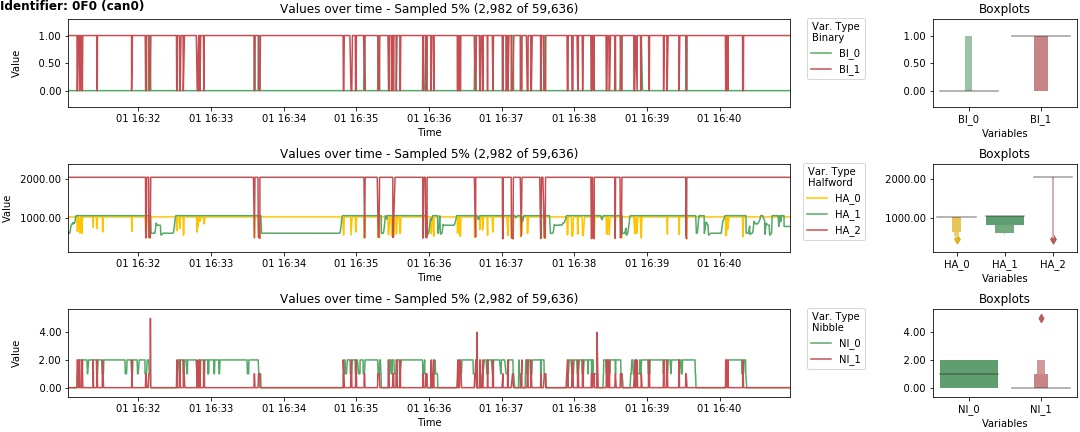 Identifier: 0F0 (can0)
Values over time - Sampled 5% (2,982 of 59,636)
Value
1.00
0.50
0.00
01 16:32 01 16:33 01 16:34 01 16:35 01 16:36 01 16:37 01 16:38 01 16:39 01 16:40
Time
Var. Type
Binary
BI_0
BI_1
Boxplots
1.00
0.50
0.00
BI_0 BI_1
Variables
Values over time - Sampled 5% (2,982 of 59,636)
Value
2000.00
1000.00
01 16:32 01 16:33 01 16:34 01 16:35 01 16:36 01 16:37 01 16:38 01 16:39 01 16:40
Time
Var. Type
Halfword
HA_0
HA_1
HA_2
Boxplots
2000.00
1000.00
HA_0 HA_1 HA_2
Variables
Values over time - Sampled 5% (2,982 of 59,636)
Value
4.00
2.00
0.00
01 16:32 01 16:33 01 16:34 01 16:35 01 16:36 01 16:37 01 16:38 01 16:39 01 16:40
Time
Var. Type
Nibble
NI_0
NI_1
Boxplots
4.00
2.00
0.00
NI_0 NI_1
Variables